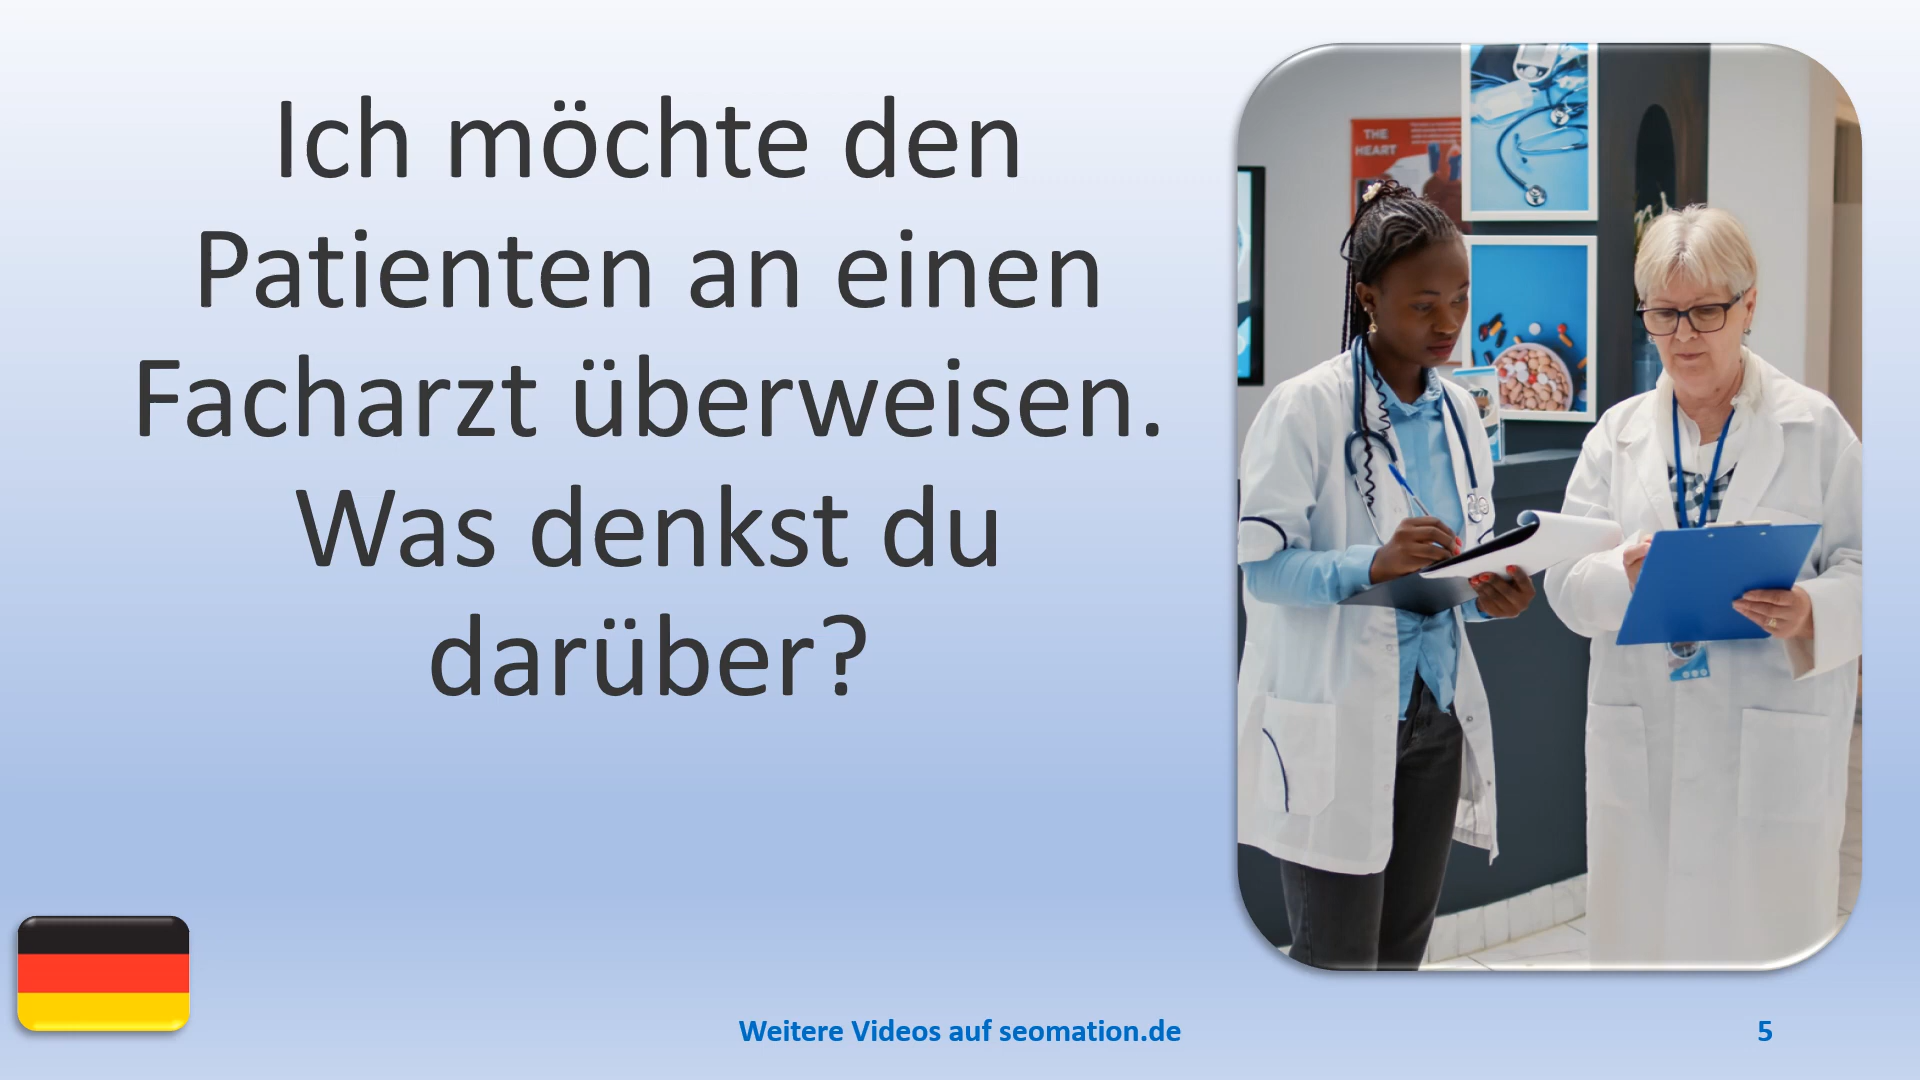 Ich möchte den
Patienten an einen
Facharzt überweisen.
Was denkst du
darüber?
THE
HEART
Weitere Videos auf seomation.de
5